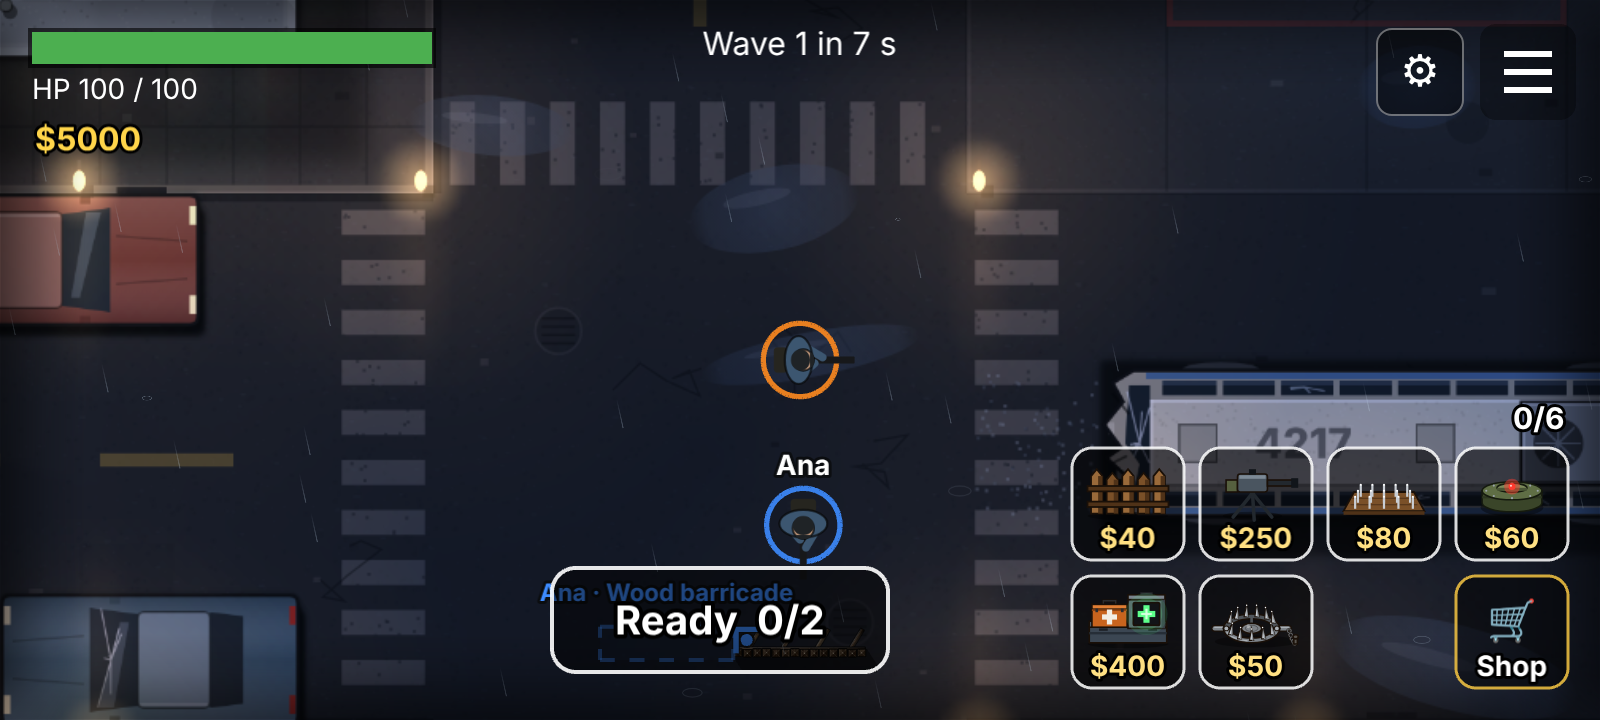 Wave 1 in 7 s
HP 100 / 100
$5000
4217
0/6
Ana
$40
$250
$80
$60
Ana · Wood barricade
Ready 0/2
$400
$50
Shop